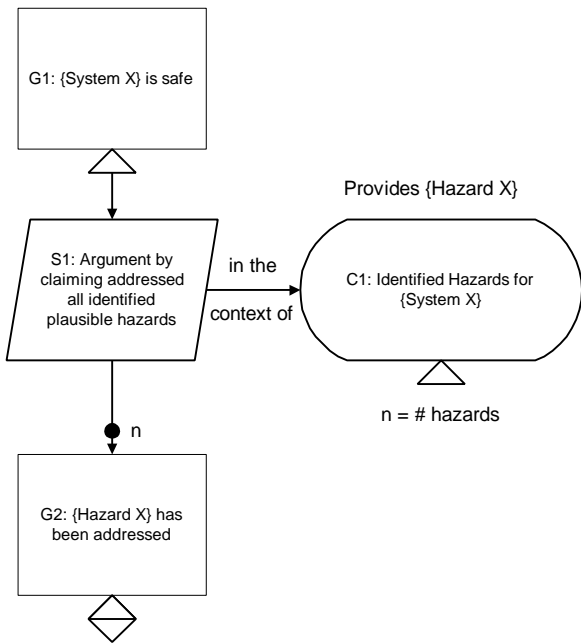 G1: {System X} is safe
Provides {Hazard X}
S1: Argument by
claiming addressed
all identified
plausible hazards
in the
context of
C1: Identified Hazards for
{System X}
n = # hazards
n
G2: {Hazard X} has
been addressed